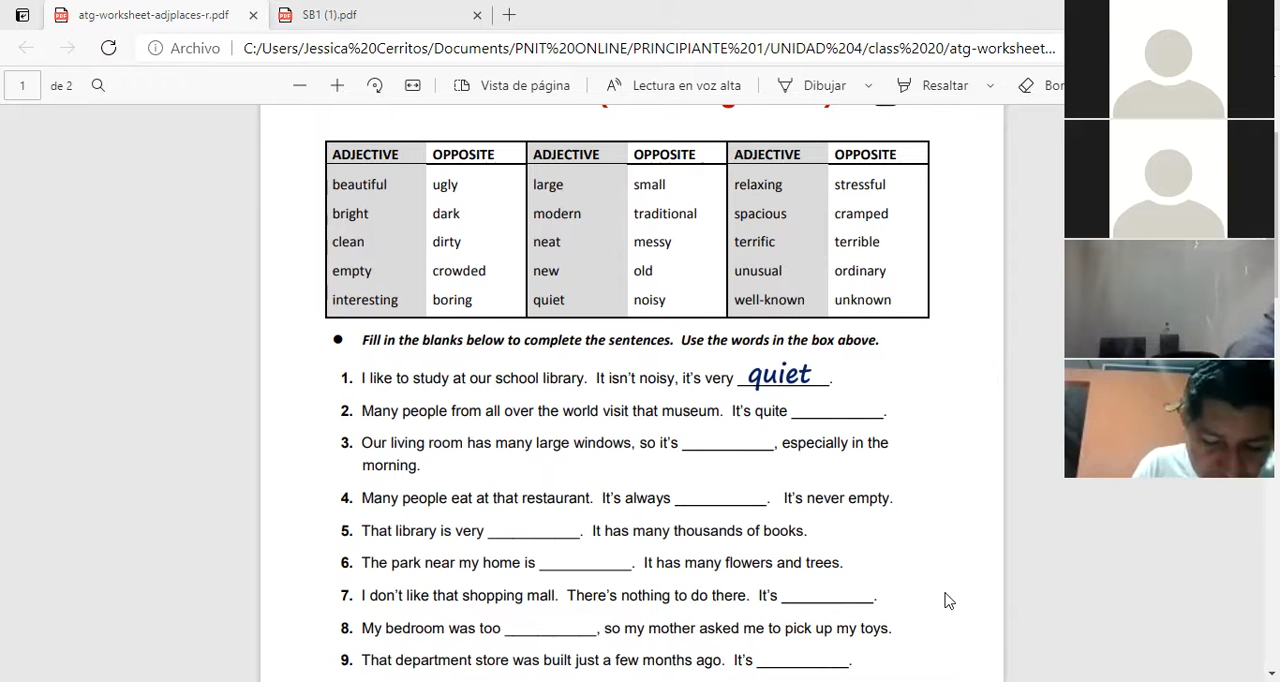 atg-worksheet-adjplaces-r.pdf
SB1 (1).pdf
Archivo
C:/Users/Jessica%20Cerritos/Documents/PNIT%20ONLINE/PRINCIPIANTE%201/UNIDAD%204/class%2020/atg-worksheet...
1 de 2
Vista de página
Lectura en voz alta
Dibujar
Resaltar
ADJECTIVE OPPOSITE ADJECTIVE OPPOSITE ADJECTIVE OPPOSITE
beautiful ugly large small relaxing stressful
bright dark modern traditional spacious cramped
clean dirty neat messy terrific terrible
empty crowded new old unusual ordinary
interesting boring quiet noisy well-known unknown
● Fill in the blanks below to complete the sentences. Use the words in the box above.
1. I like to study at our school library. It isn't noisy, it's very quiet.
2. Many people from all over the world visit that museum. It's quite ___________.
3. Our living room has many large windows, so it's ___________, especially in the
morning.
4. Many people eat at that restaurant. It's always ___________. It's never empty.
5. That library is very ___________. It has many thousands of books.
6. The park near my home is ___________. It has many flowers and trees.
7. I don't like that shopping mall. There's nothing to do there. It's ___________.
8. My bedroom was too ___________, so my mother asked me to pick up my toys.
9. That department store was built just a few months ago. It's ___________.